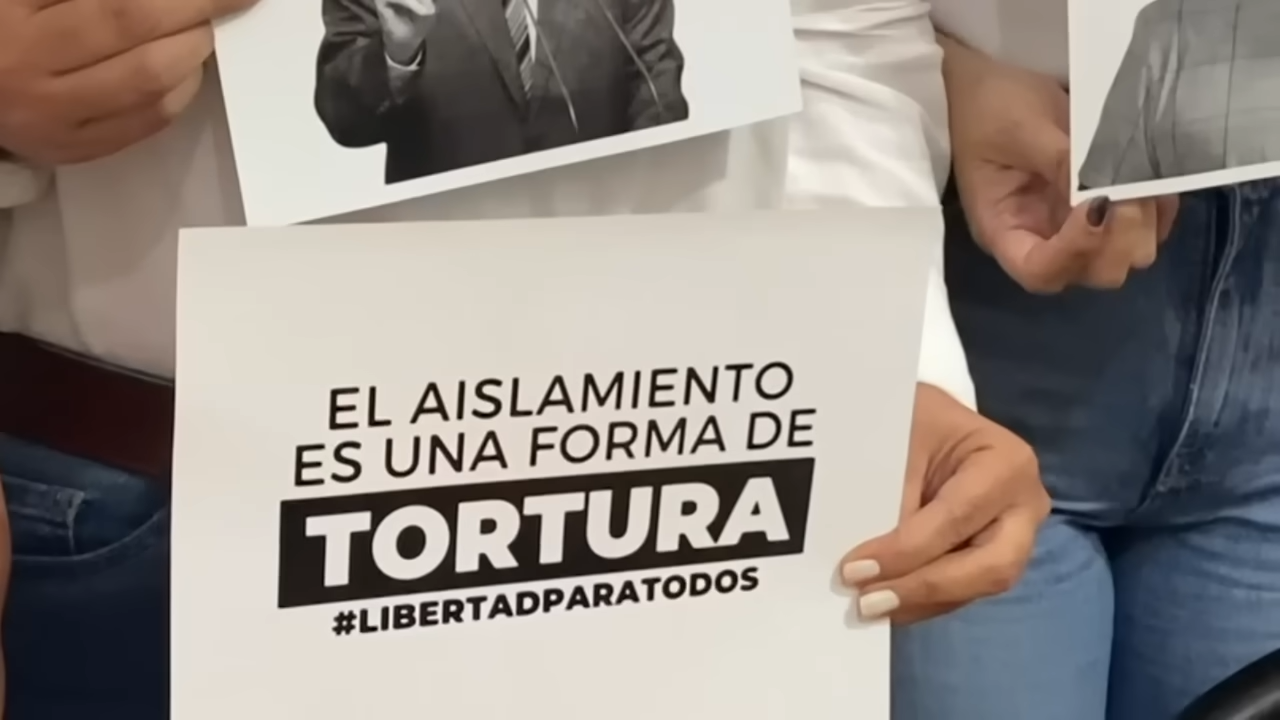 EL AISLAMIENTO
ES UNA FORMA DE
TORTURA
#LIBERTADPARATODOS